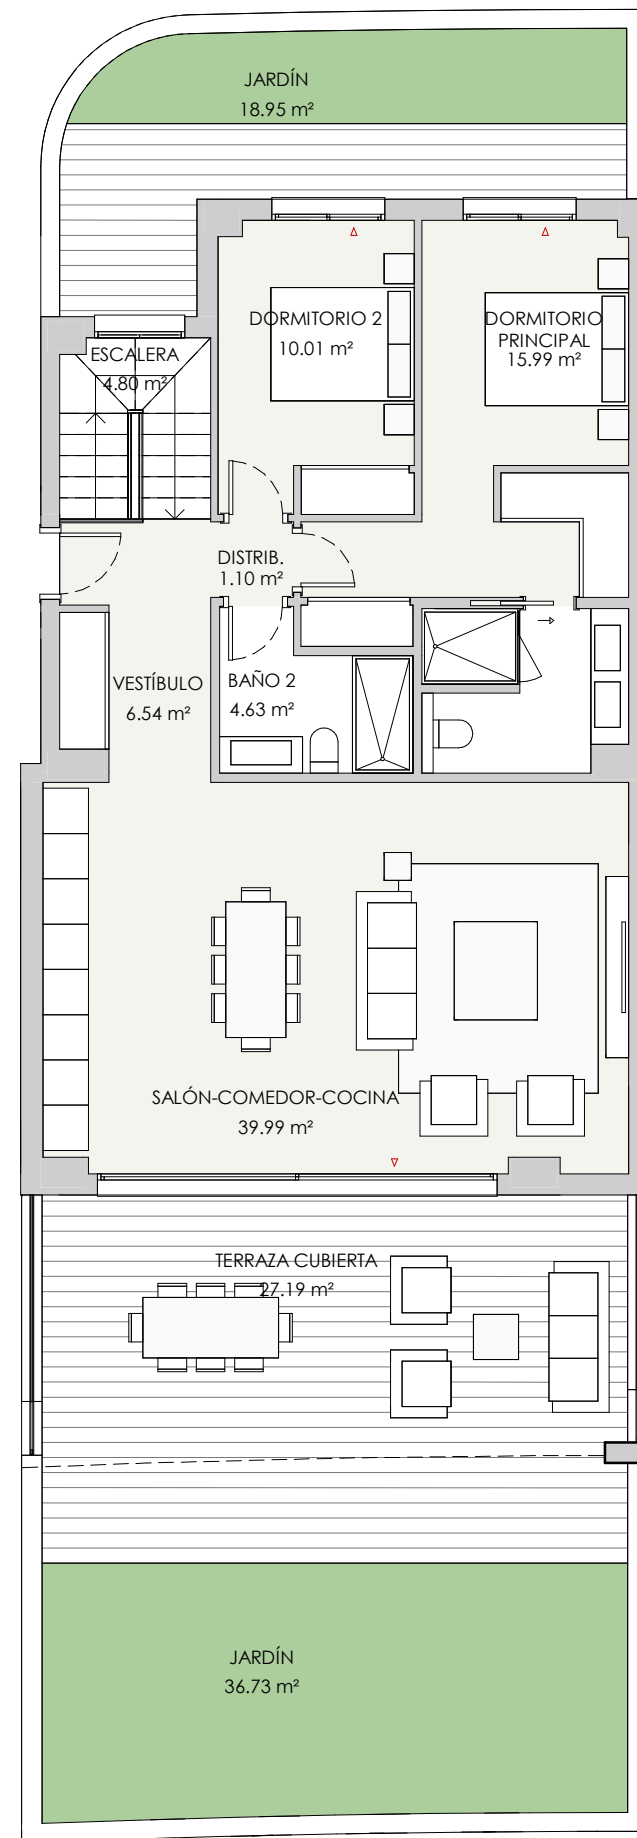 JARDÍN
18.95 m²
DORMITORIO 2
10.01 m²
DORMITORIO
PRINCIPAL
15.99 m²
ESCALERA
4.80 m²
DISTRIB.
1.10 m²
VESTÍBULO
6.54 m²
BAÑO 2
4.63 m²
SALÓN-COMEDOR-COCINA
39.99 m²
TERRAZA CUBIERTA
27.19 m²
JARDÍN
36.73 m²